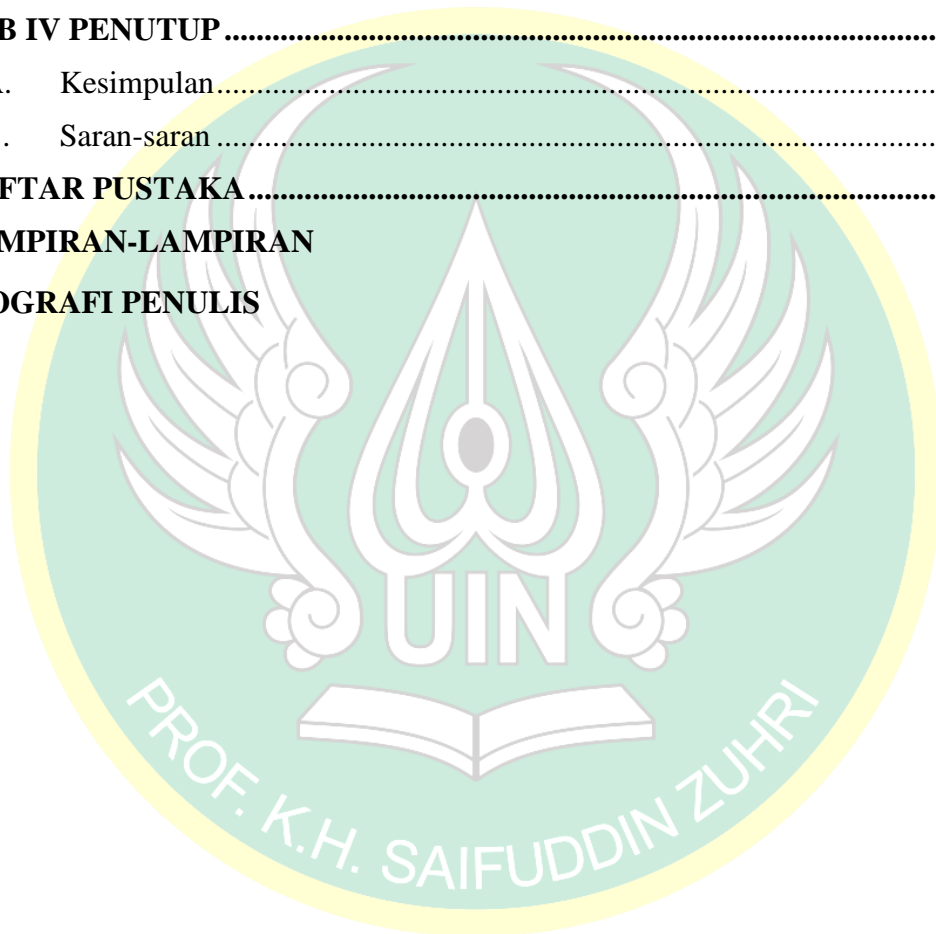 B IV PENUTUP ........................................................................................
. Kesimpulan ........................................................................................
. Saran-saran ........................................................................................
FTAR PUSTAKA ........................................................................................
MPIRAN-LAMPIRAN
OGRAFI PENULIS
UIN
PROF. K.H. SAIFUDDIN ZUHRI